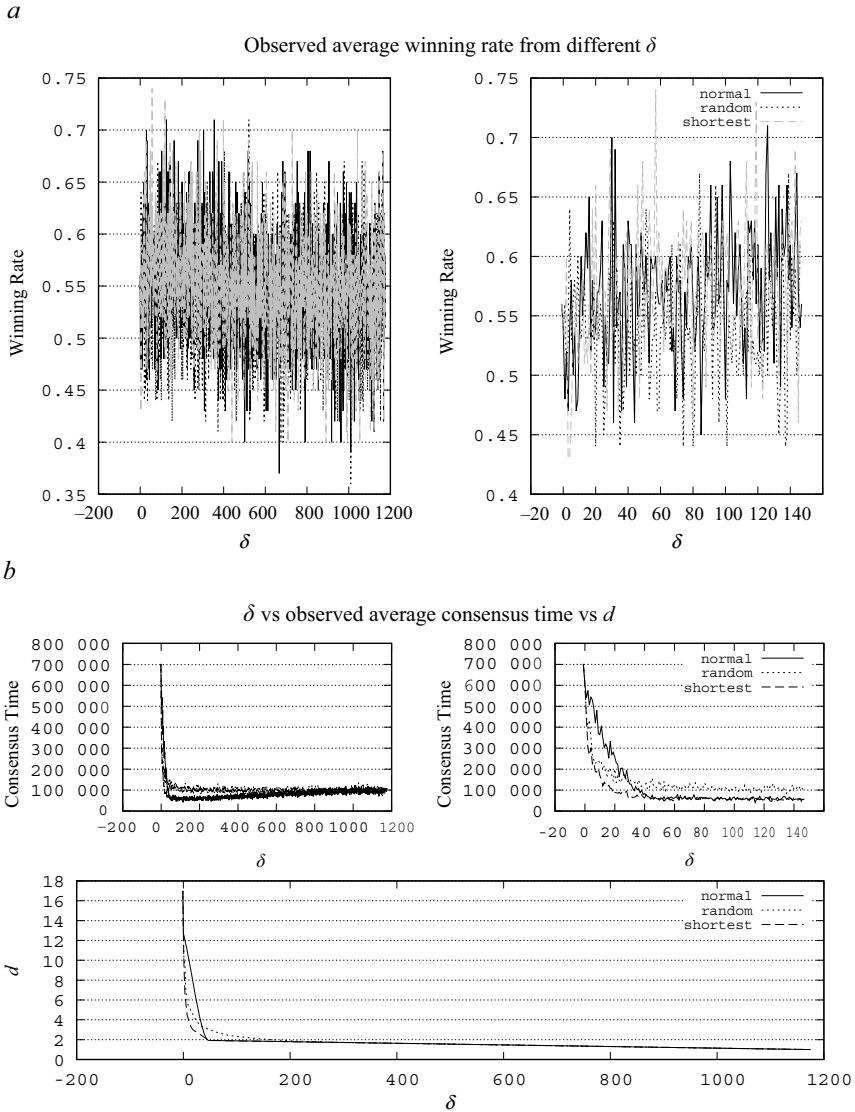 a
Observed average winning rate from different δ
0.75
0.7
0.65
0.6
0.55
0.5
0.45
0.4
0.35
Winning Rate
–200 0 200 400 600 800 1000 1200
δ
0.75
0.7
0.65
0.6
0.55
0.5
0.45
0.4
Winning Rate
normal
random
shortest
–20 0 20 40 60 80 100 120 140
δ
b
δ vs observed average consensus time vs d
800 000
700 000
600 000
500 000
400 000
300 000
200 000
100 000
0
Consensus Time
-200 0 200 400 600 800 1000 1200
δ
800 000
700 000
600 000
500 000
400 000
300 000
200 000
100 000
0
Consensus Time
normal
random
shortest
-20 0 20 40 60 80 100 120 140
δ
18
16
14
12
10
8
6
4
2
0
d
normal
random
shortest
-200 0 200 400 600 800 1000 1200
δ